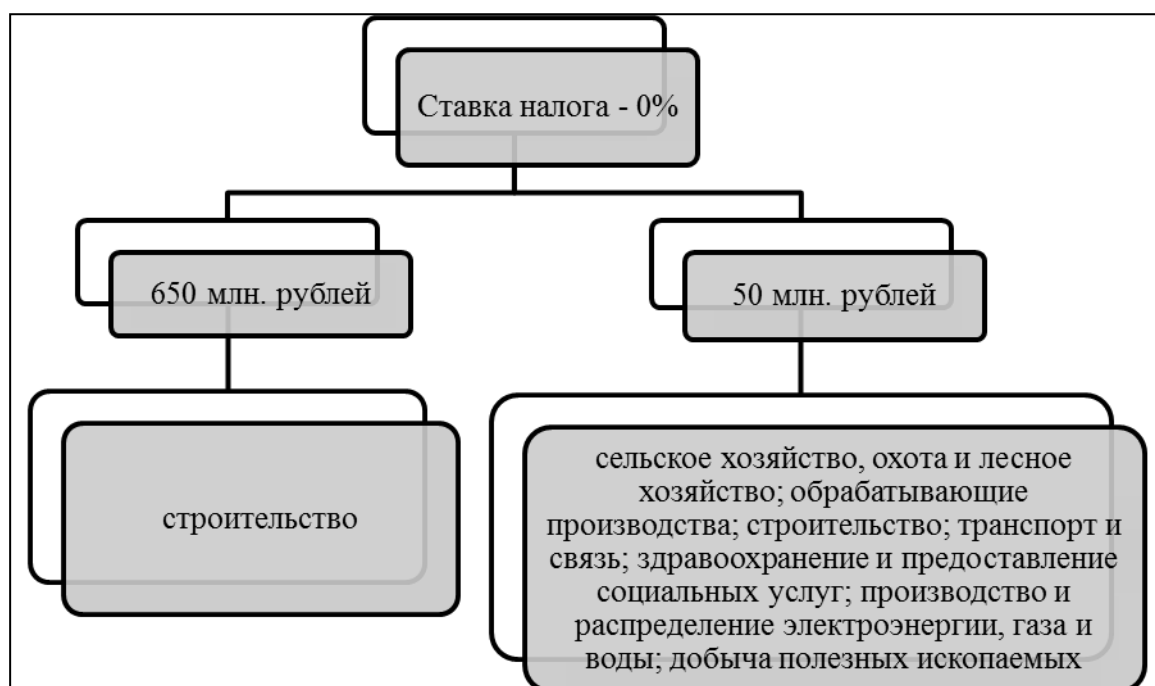 Ставка налога - 0%
650 млн. рублей
50 млн. рублей
строительство
сельское хозяйство, охота и лесное
хозяйство; обрабатывающие
производства; строительство; транспорт и
связь; здравоохранение и предоставление
социальных услуг; производство и
распределение электроэнергии, газа и
воды; добыча полезных ископаемых